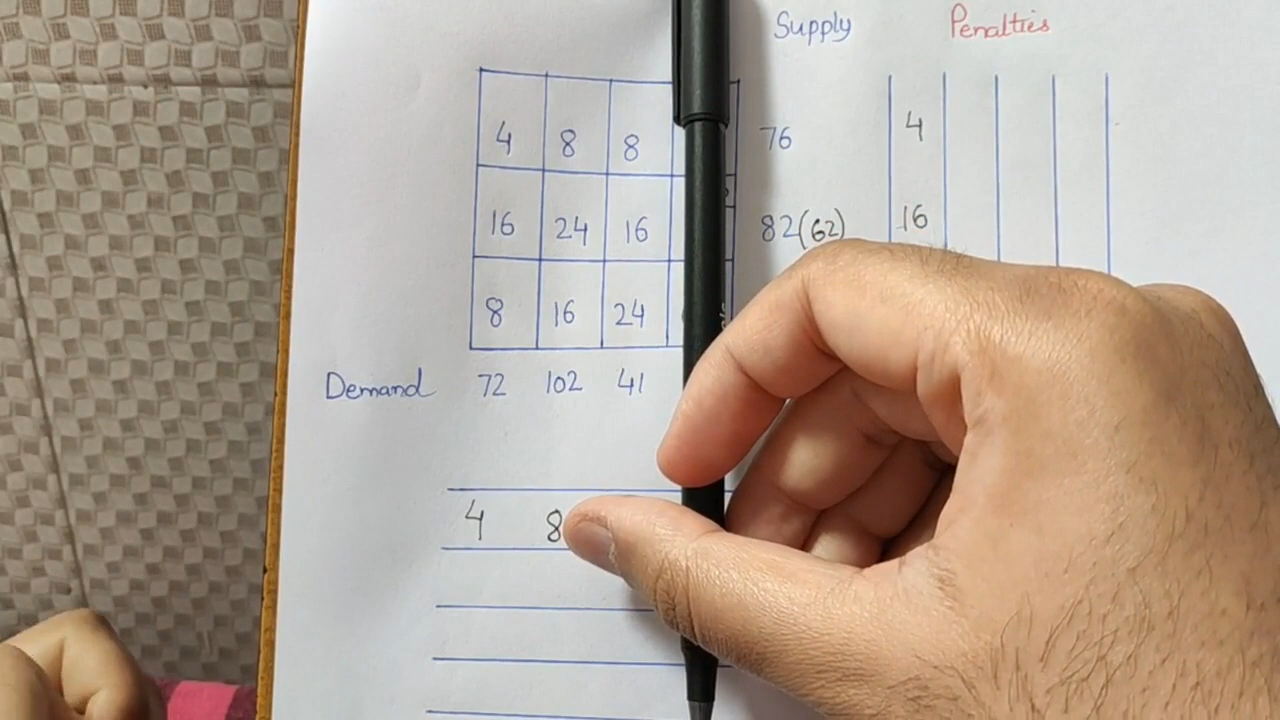 Supply Penalties
4 8 8 76 4
16 24 16 82(62) 16
8 16 24
Demand 72 102 41
4 8